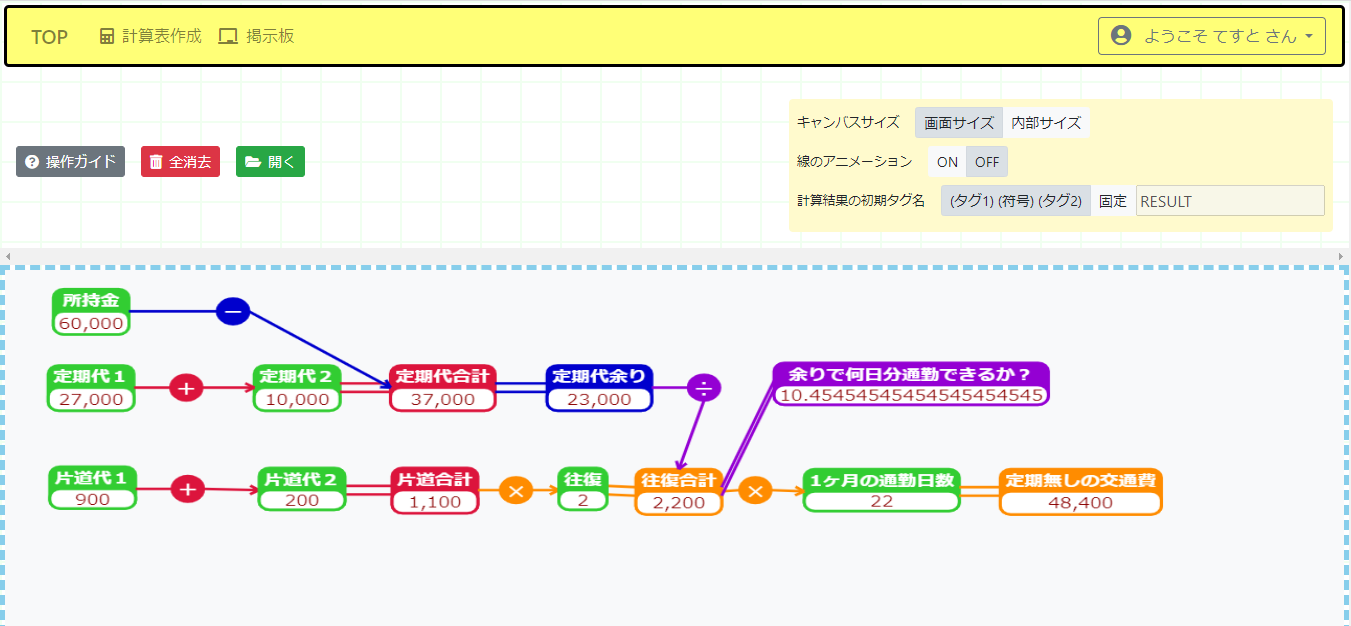 TOP 計算表作成 掲示板 ようこそ てすと さん
キャンバスサイズ 画面サイズ 内部サイズ
操作ガイド 全消去 開く
線のアニメーション ON OFF
計算結果の初期タグ名 (タグ1) (符号) (タグ2) 固定 RESULT
所持金
60,000
−
定期代1 定期代2 定期代合計 定期代余り 余りで何日分通勤できるか？
27,000 + 10,000 37,000 23,000 ÷ 10.45454545454545454545
片道代1 片道代2 片道合計 往復 往復合計 1ヶ月の通勤日数 定期無しの交通費
900 + 200 1,100 × 2 2,200 × 22 48,400